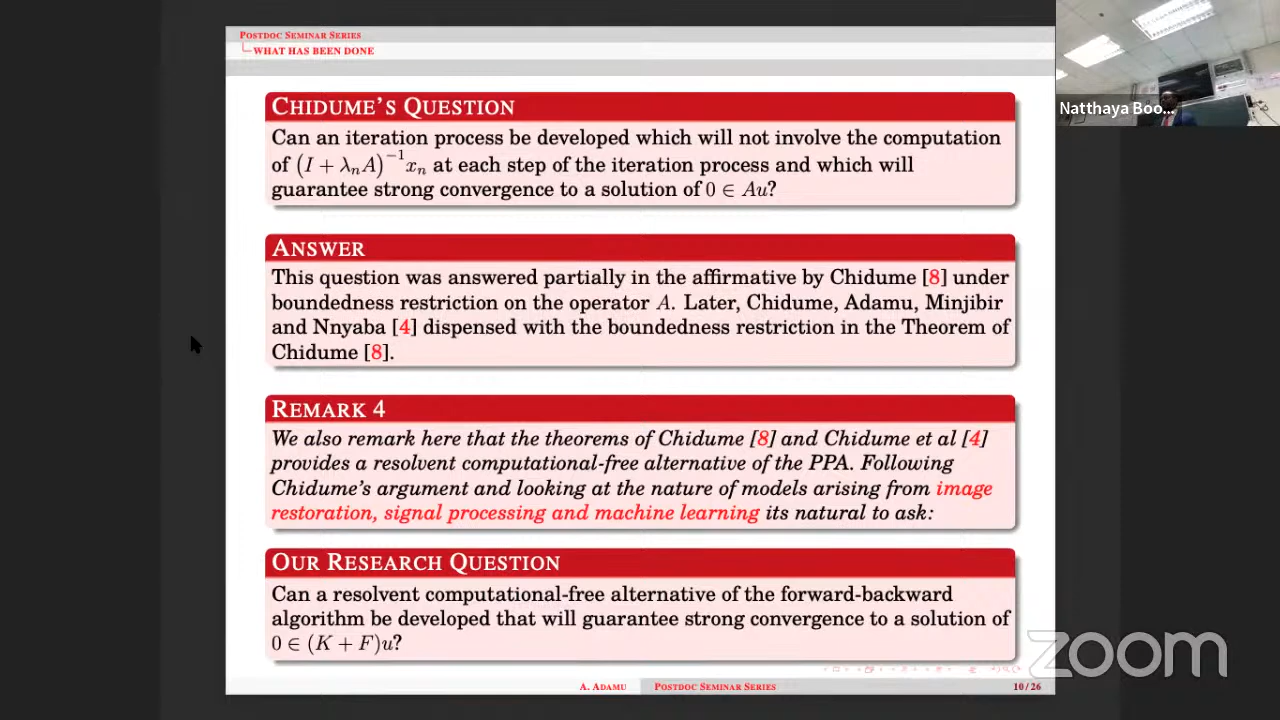 POSTDOC SEMINAR SERIES
WHAT HAS BEEN DONE
Natthaya Boo...
CHIDUME'S QUESTION
Can an iteration process be developed which will not involve the computation
of (I + λₙA)⁻¹xₙ at each step of the iteration process and which will
guarantee strong convergence to a solution of 0 ∈ Au?
ANSWER
This question was answered partially in the affirmative by Chidume [8] under
boundedness restriction on the operator A. Later, Chidume, Adamu, Minjibir
and Nnyaba [4] dispensed with the boundedness restriction in the Theorem of
Chidume [8].
REMARK 4
We also remark here that the theorems of Chidume [8] and Chidume et al [4]
provides a resolvent computational-free alternative of the PPA. Following
Chidume's argument and looking at the nature of models arising from image
restoration, signal processing and machine learning its natural to ask:
OUR RESEARCH QUESTION
Can a resolvent computational-free alternative of the forward-backward
algorithm be developed that will guarantee strong convergence to a solution of
0 ∈ (K + F)u?
zoom
A. ADAMU POSTDOC SEMINAR SERIES 10/26